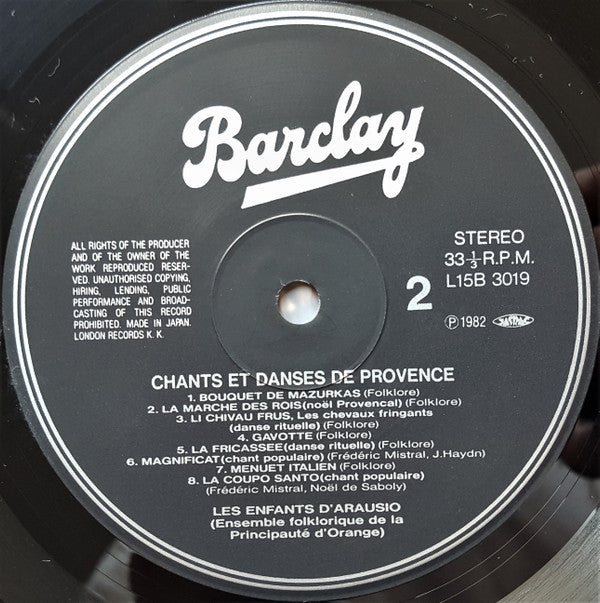 Barclay
ALL RIGHTS OF THE PRODUCER
AND OF THE OWNER OF THE
WORK REPRODUCED RESER-
VED. UNAUTHORISED COPYING,
HIRING, LENDING, PUBLIC
PERFORMANCE AND BROAD-
CASTING OF THIS RECORD
PROHIBITED. MADE IN JAPAN.
LONDON RECORDS K. K.
STEREO
33 1/3 R.P.M.
L15B 3019
2
Ⓟ 1982 JASRAC
CHANTS ET DANSES DE PROVENCE
1. BOUQUET DE MAZURKAS (Folklore)
2. LA MARCHE DES ROIS(noël Provencal) (Folklore)
3. LI CHIVAU FRUS, Les chevaux fringants
(danse rituelle) (Folklore)
4. GAVOTTE (Folklore)
5. LA FRICASSEE(danse rituelle) (Folklore)
6. MAGNIFICAT(chant populaire) (Frédéric Mistral, J.Haydn)
7. MENUET ITALIEN (Folklore)
8. LA COUPO SANTO(chant populaire)
(Frédéric Mistral, Noël de Saboly)
LES ENFANTS D'ARAUSIO
(Ensemble folklorique de la
Principauté d'Orange)